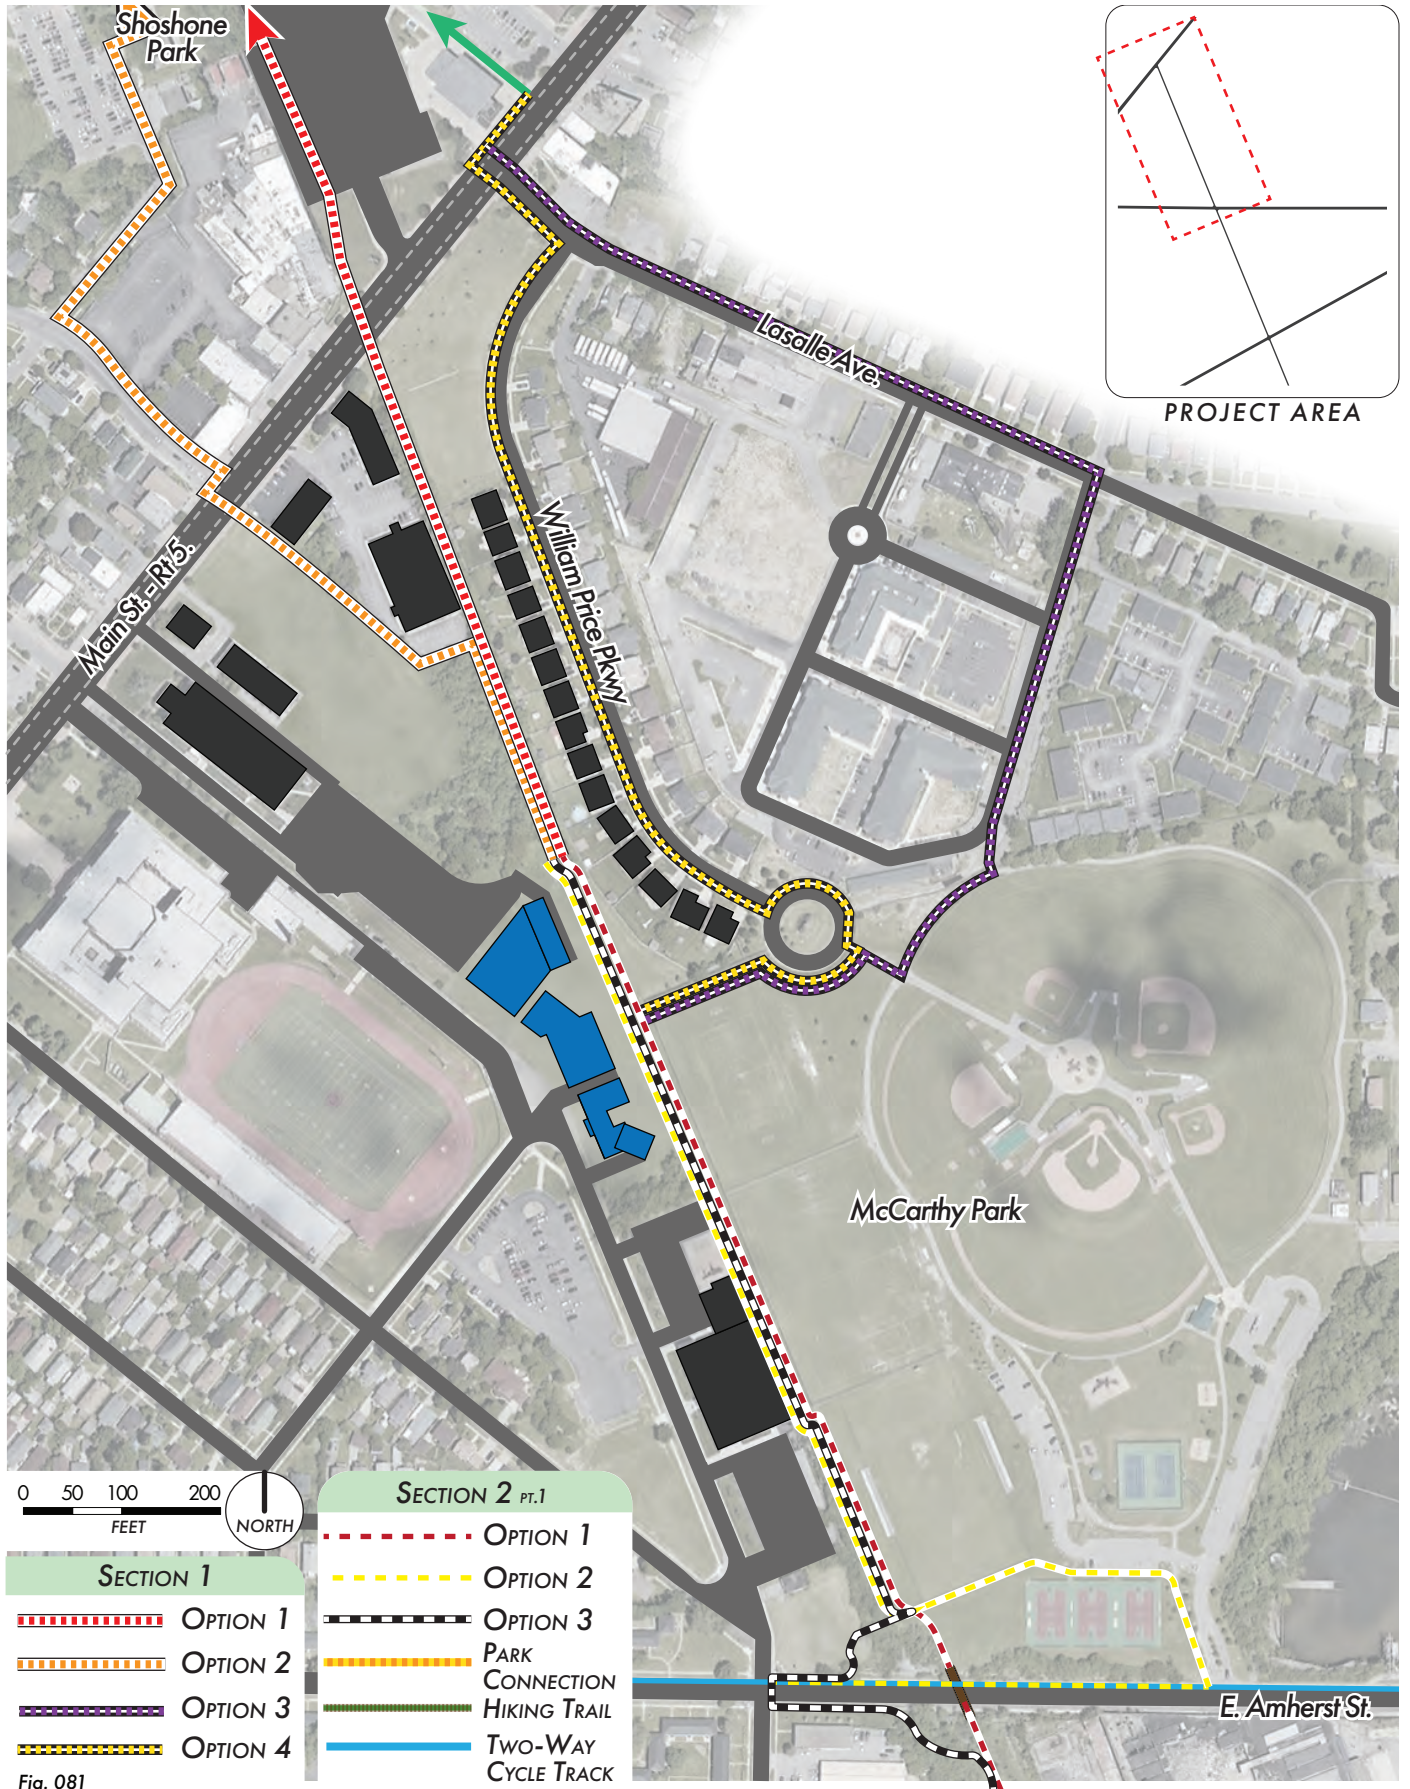 Shoshone
Park
PROJECT AREA
Lasalle Ave.
William Price Pkwy
Main St. - Rt 5.
McCarthy Park
E. Amherst St.
0 50 100 200
FEET
NORTH
SECTION 1
OPTION 1
OPTION 2
OPTION 3
OPTION 4
SECTION 2 PT.1
OPTION 1
OPTION 2
OPTION 3
PARK
CONNECTION
HIKING TRAIL
TWO-WAY
CYCLE TRACK
Fig. 081